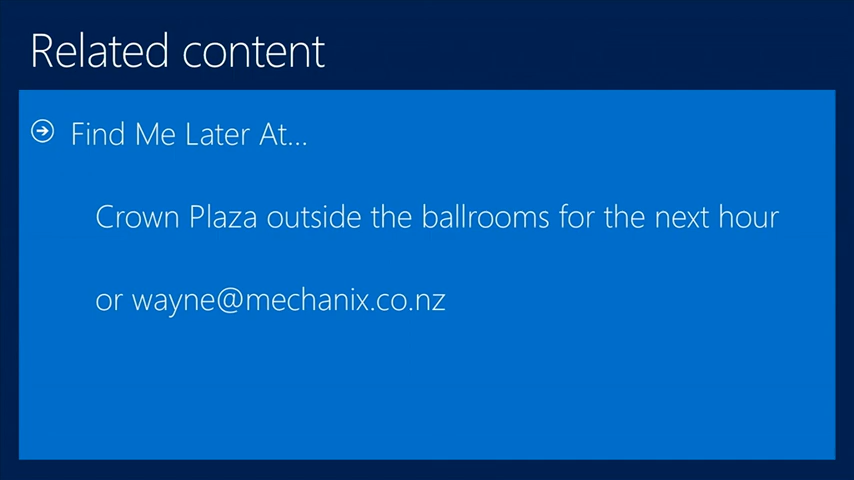 Related content
Find Me Later At...
Crown Plaza outside the ballrooms for the next hour
or wayne@mechanix.co.nz